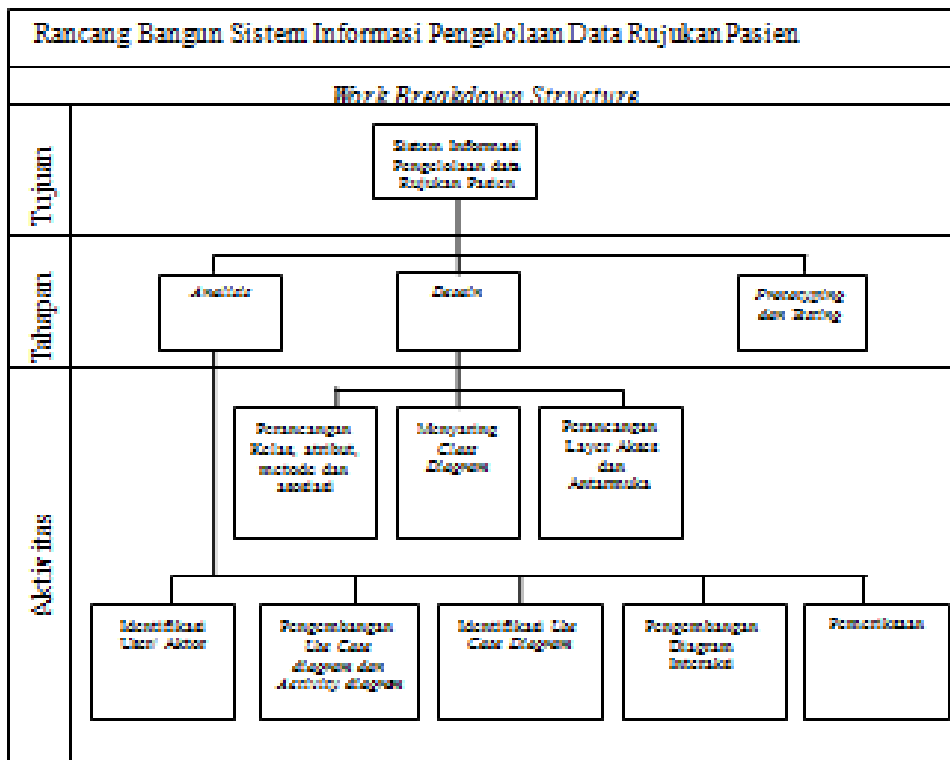 Rancang Bangun Sistem Informasi Pengelolaan Data Rujukan Pasien
Work Breakdown Structure
Tujuan
Sistem Informasi
Pengelolaan data
Rujukan Pasien
Tahapan
Analisis
Desain
Prototyping
dan Testing
Aktivitas
Perancangan
Kelas, atribut,
metode dan
asosiasi
Menyaring
Class
Diagram
Perancangan
Layer Akses
dan
Antarmuka
Identifikasi
User/ Aktor
Pengembangan
Use Case
diagram dan
Activity diagram
Identifikasi Use
Case Diagram
Pengembangan
Diagram
Interaksi
Pemeriksaan